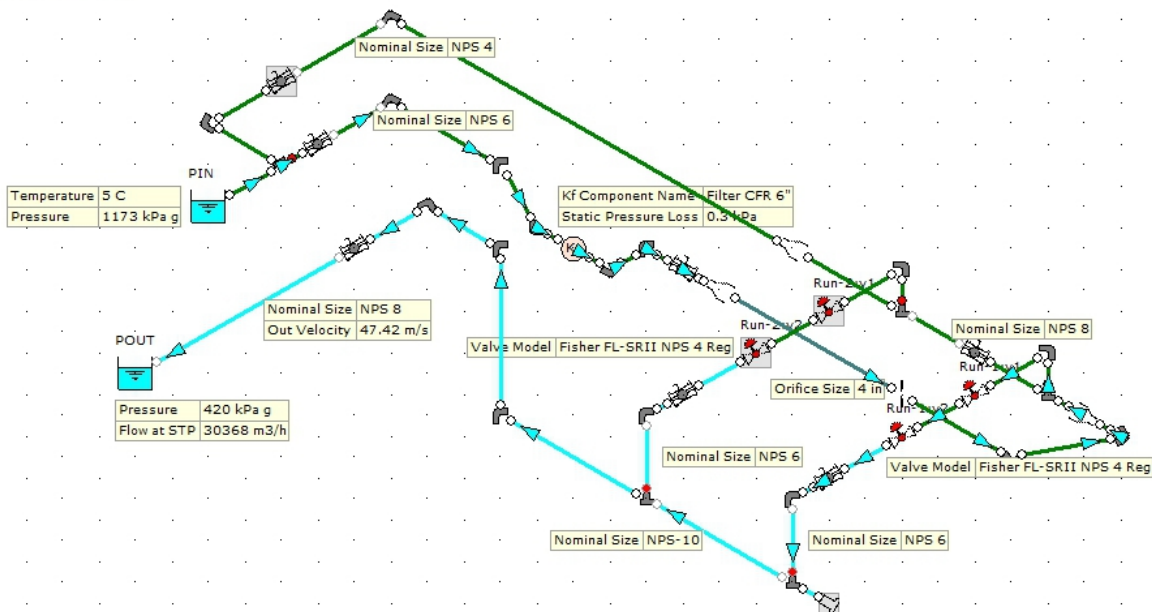 Nominal Size NPS 4
Nominal Size NPS 6
PIN
Temperature 5 C
Pressure 1173 kPa g
Kf Component Name Filter CFR 6"
Static Pressure Loss 0.3 kPa
K
Nominal Size NPS 8
Out Velocity 47.42 m/s
POUT
Pressure 420 kPa g
Flow at STP 30368 m3/h
Run-2:v1
Run-2:v2
Valve Model Fisher FL-SRII NPS 4 Reg
Nominal Size NPS 8
Orifice Size 4 in
Valve Model Fisher FL-SRII NPS 4 Reg
Nominal Size NPS 6
Nominal Size NPS-10
Nominal Size NPS 6